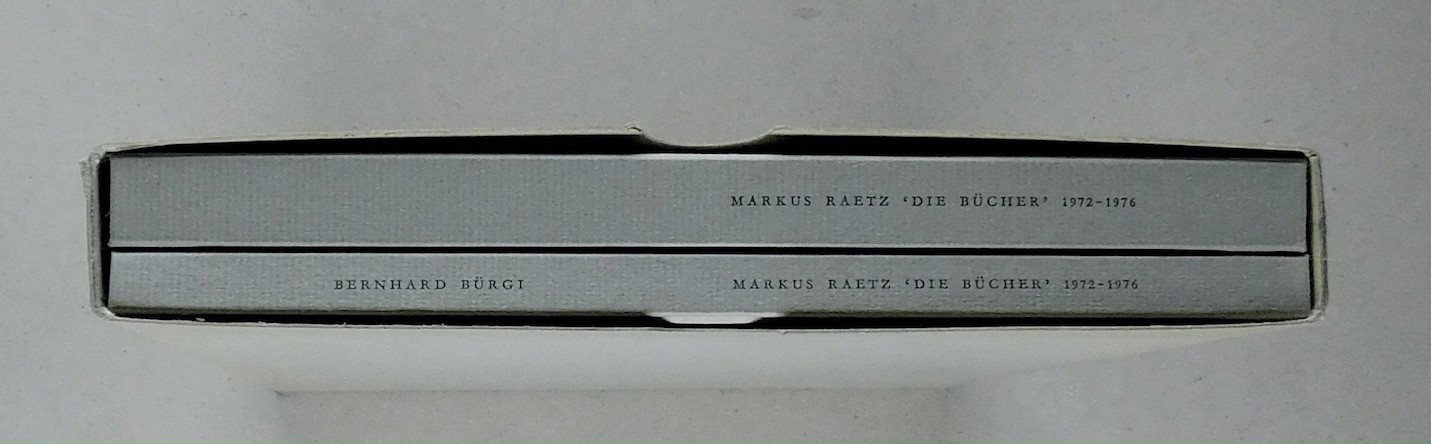 MARKUS RAETZ ‘DIE BÜCHER’ 1972–1976
BERNHARD BÜRGI MARKUS RAETZ ‘DIE BÜCHER’ 1972–1976